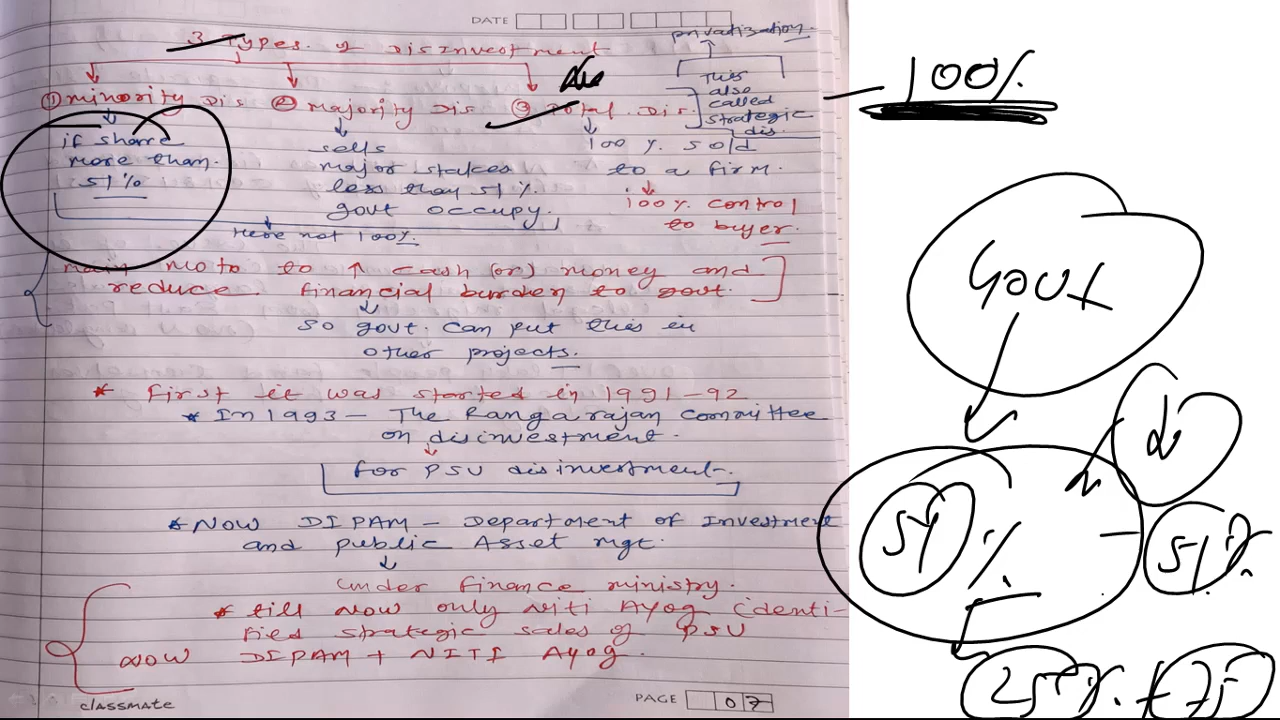 DATE
privatization.
3 Types of Disinvestment
① minority Dis ② majority Dis ③ Total Dis.
This
also
called
strategic
dis.
if share
more than
51%
sells
major stakes
less than 51%.
govt occupy.
100% sold
to a firm.
100% control
to buyer.
Here not 100%.
main moto to ↑ cash (or) money and
reduce financial burden to govt.
so govt. can put this in
other projects.
* First it was started in 1991-92
* In 1993 - The Rangarajan committee
on disinvestment.
for PSU disinvestment.
* NOW DIPAM - Department of Investment
and public Asset mgt.
under finance ministry.
* till now only Niti Ayog identi-
fied strategic sales of PSU
NOW DIPAM + NITI Ayog.
classmate
PAGE 07
- 100%
Govt
51 % - 51%
25% + 75